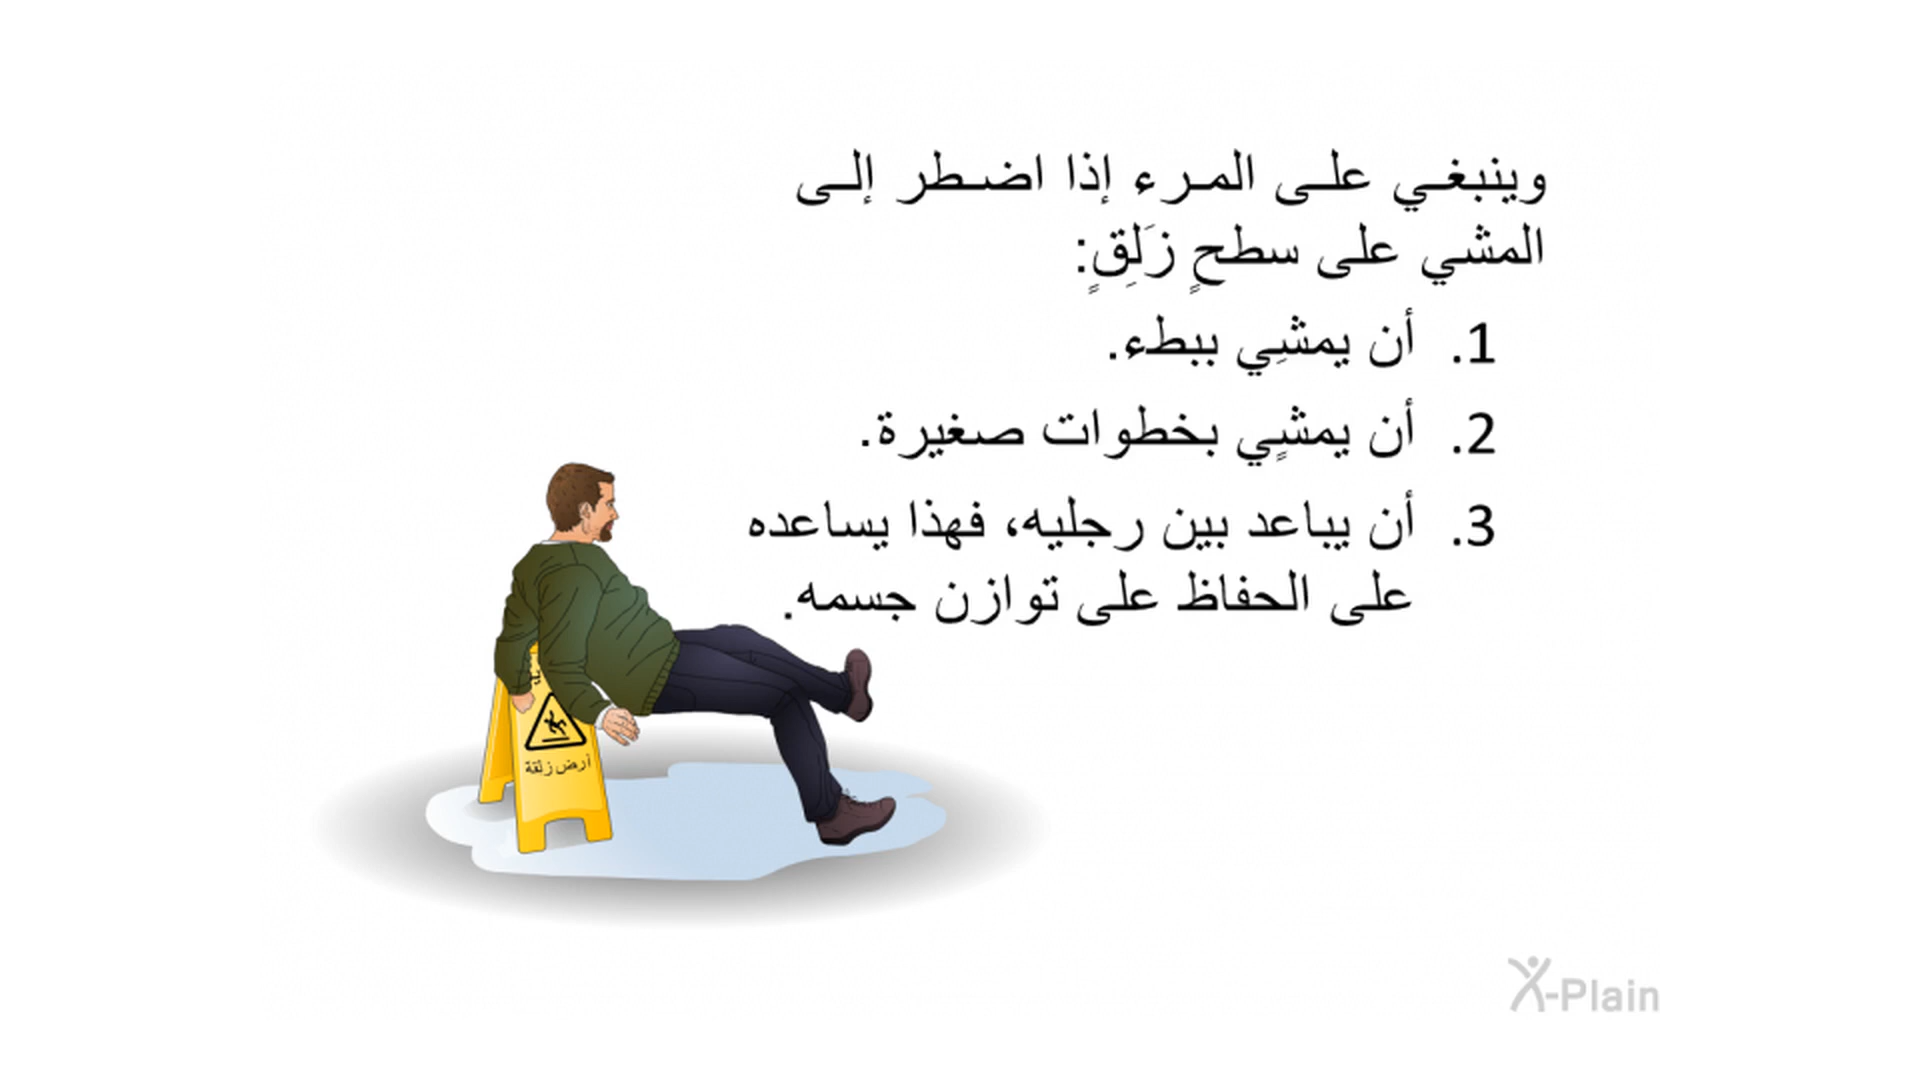 وينبغي على المرء إذا اضطر إلى
المشي على سطحٍ زَلِقٍ:
1. أن يمشِي ببطء.
2. أن يمشٍي بخطوات صغيرة.
3. أن يباعد بين رجليه، فهذا يساعده
على الحفاظ على توازن جسمه.
أرض زلقة
X-Plain